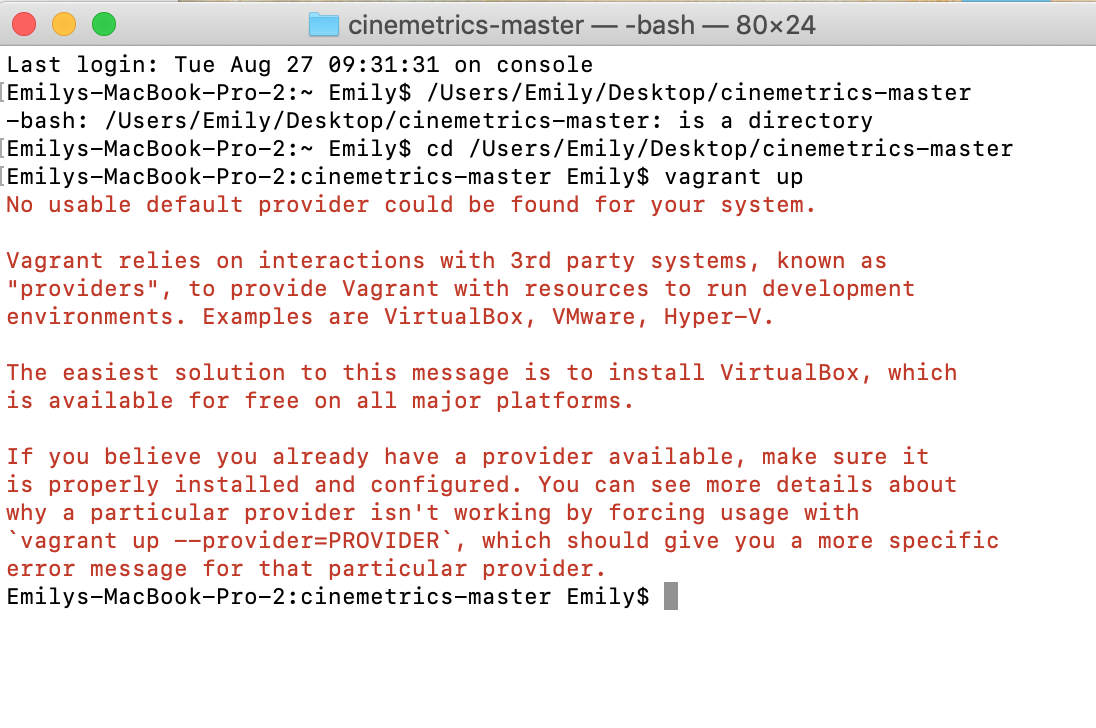 cinemetrics-master — -bash — 80×24
Last login: Tue Aug 27 09:31:31 on console
[Emilys-MacBook-Pro-2:~ Emily$ /Users/Emily/Desktop/cinemetrics-master
-bash: /Users/Emily/Desktop/cinemetrics-master: is a directory
[Emilys-MacBook-Pro-2:~ Emily$ cd /Users/Emily/Desktop/cinemetrics-master
[Emilys-MacBook-Pro-2:cinemetrics-master Emily$ vagrant up
No usable default provider could be found for your system.
Vagrant relies on interactions with 3rd party systems, known as
"providers", to provide Vagrant with resources to run development
environments. Examples are VirtualBox, VMware, Hyper-V.
The easiest solution to this message is to install VirtualBox, which
is available for free on all major platforms.
If you believe you already have a provider available, make sure it
is properly installed and configured. You can see more details about
why a particular provider isn't working by forcing usage with
`vagrant up --provider=PROVIDER`, which should give you a more specific
error message for that particular provider.
Emilys-MacBook-Pro-2:cinemetrics-master Emily$